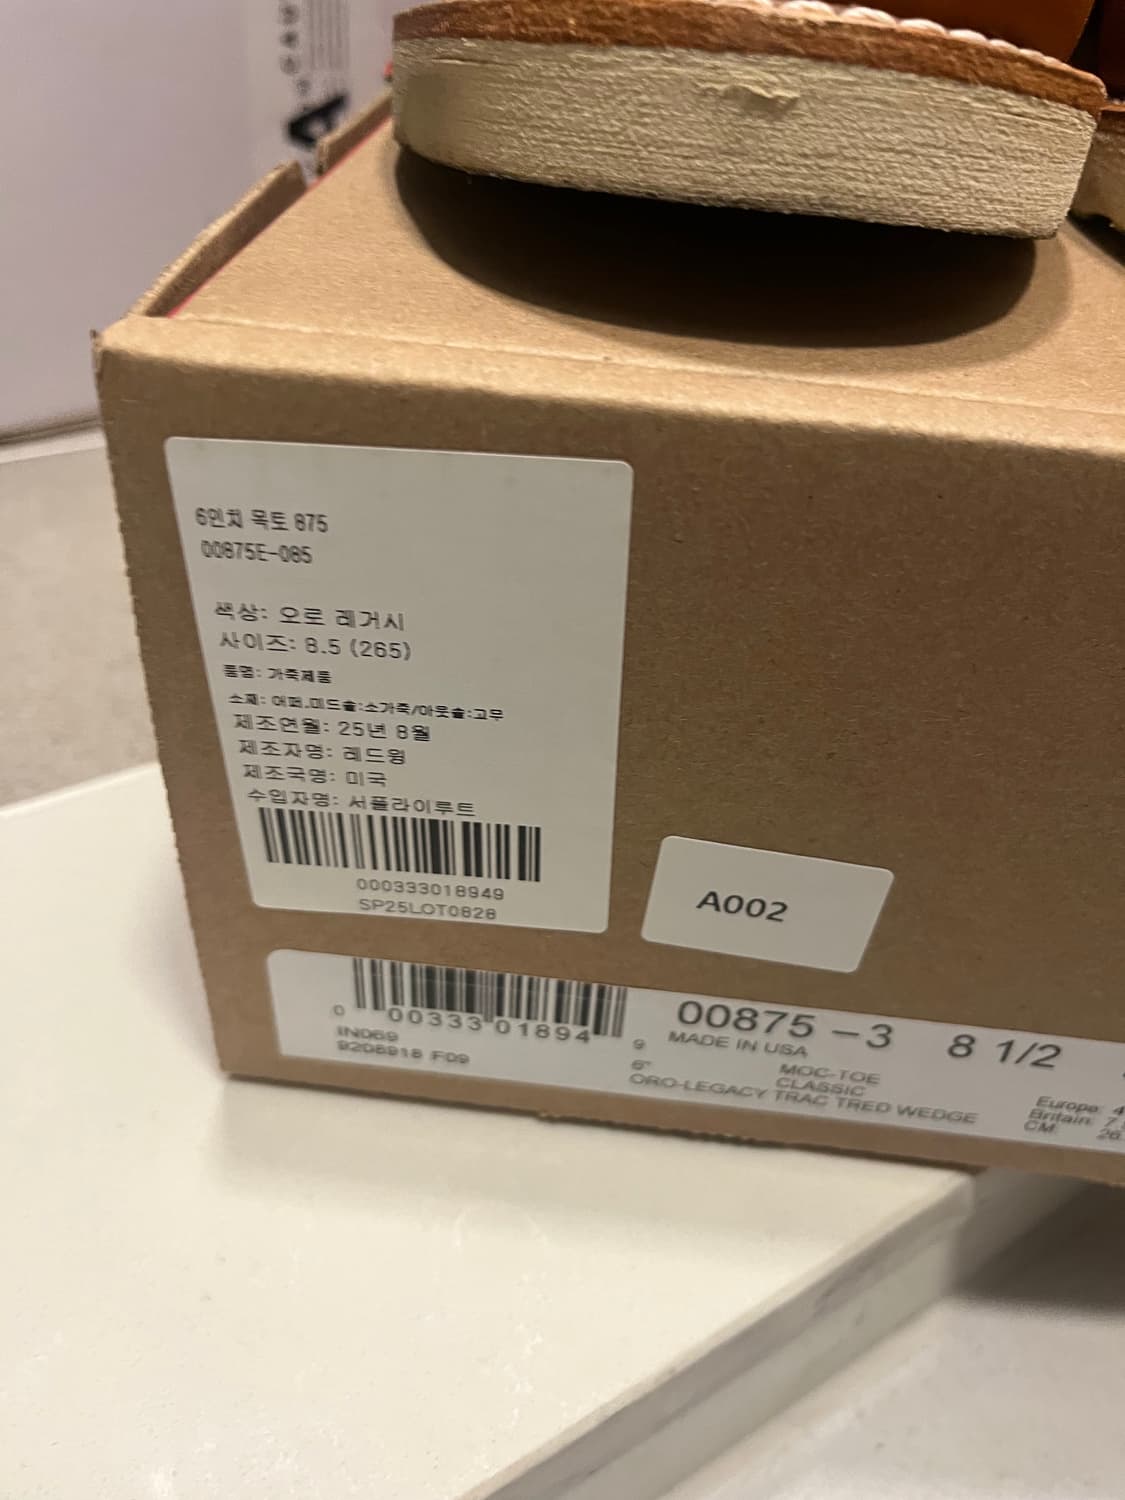 6인치 목토 875
00875E-085
색상: 오로 레거시
사이즈: 8.5 (265)
품명: 가죽제품
소재: 어퍼,미드솔:소가죽/아웃솔:고무
제조연월: 25년 8월
제조자명: 레드윙
제조국명: 미국
수입자명: 서플라이루트
000333018949
SP25LOT0828
A002
0 00333 01894 9
IN069
9208918 F09
00875 -3 8 1/2
MADE IN USA
6" MOC-TOE
CLASSIC
ORO-LEGACY TRAC TRED WEDGE
Europe:
Britain:
CM: